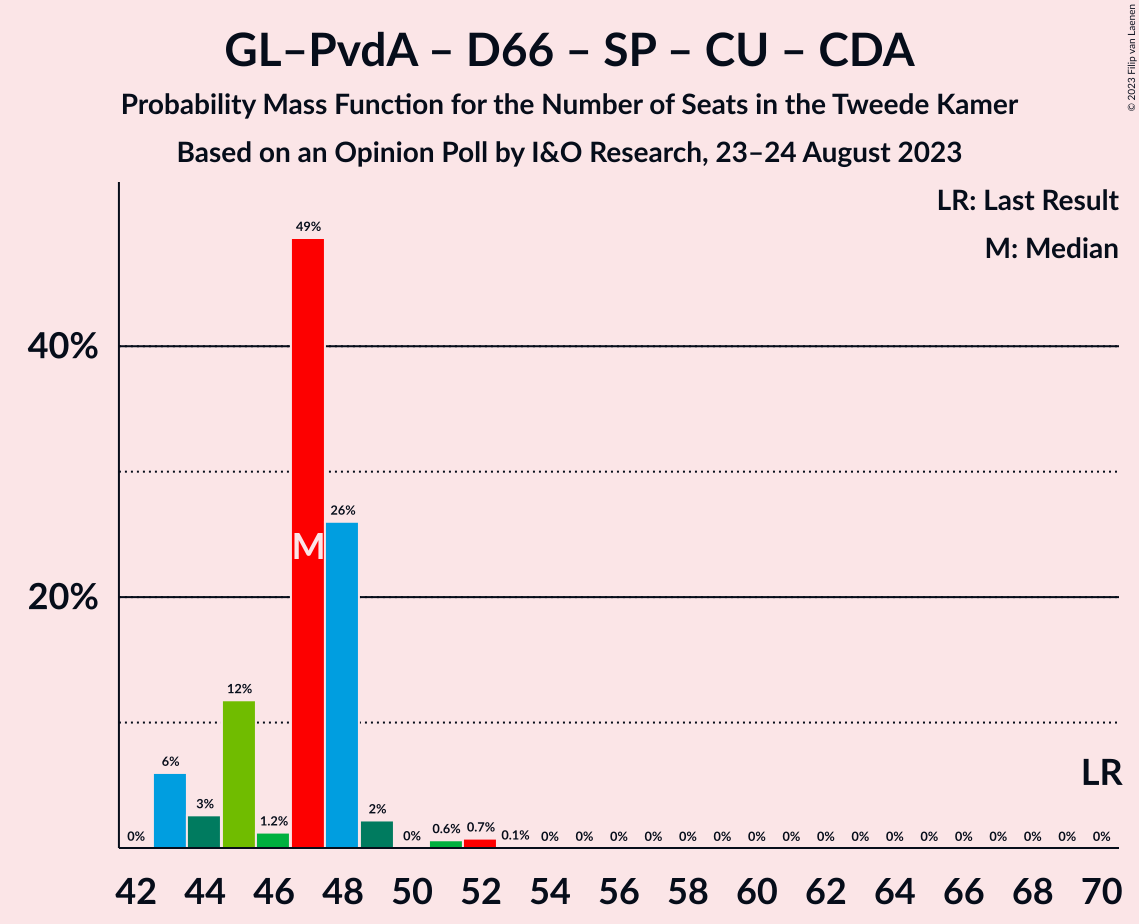 GL–PvdA – D66 – SP – CU – CDA
Probability Mass Function for the Number of Seats in the Tweede Kamer
Based on an Opinion Poll by I&O Research, 23–24 August 2023
© 2023 Filip van Laenen
LR: Last Result
M: Median
49%
40%
26%
M
20%
12%
6%
LR
3%
1.2%
2%
0.6%
0.7%
0.1%
0% 0% 0% 0% 0% 0% 0% 0% 0% 0% 0% 0% 0% 0% 0% 0% 0% 0% 0%
42 44 46 48 50 52 54 56 58 60 62 64 66 68 70